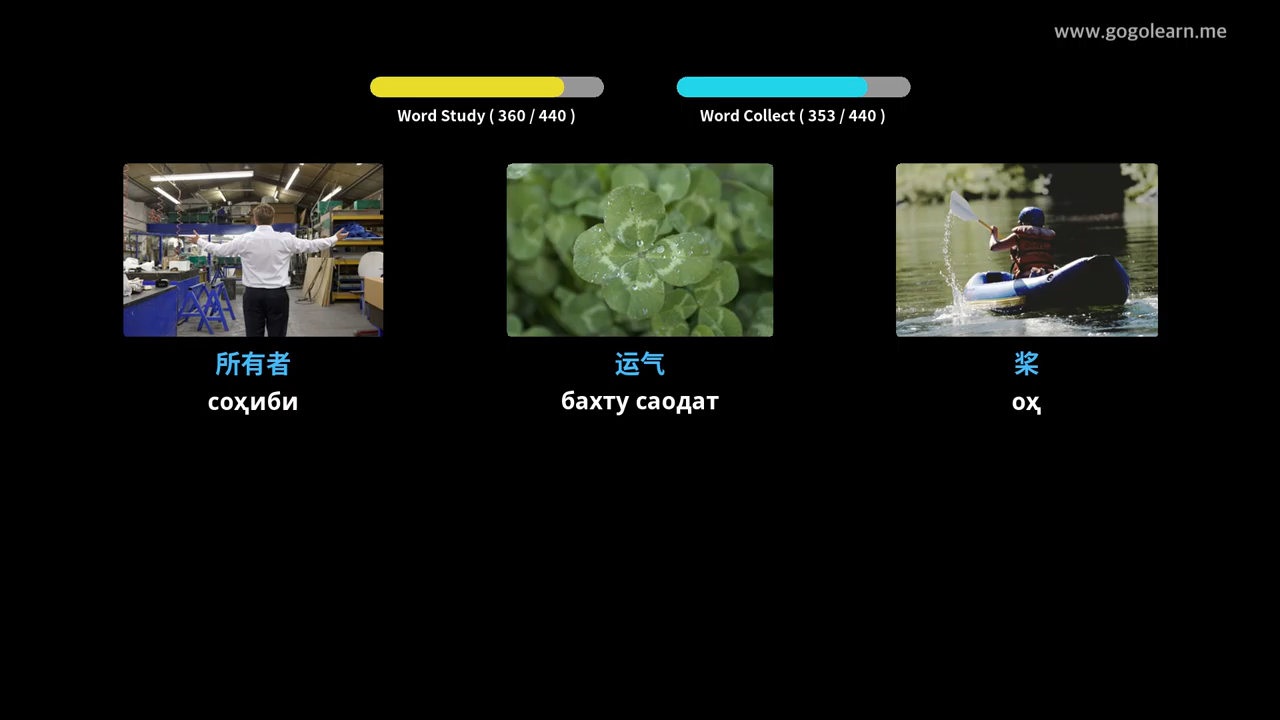 www.gogolearn.me
Word Study ( 360 / 440 )
Word Collect ( 353 / 440 )
所有者
运气
桨
соҳиби
бахту саодат
оҳ